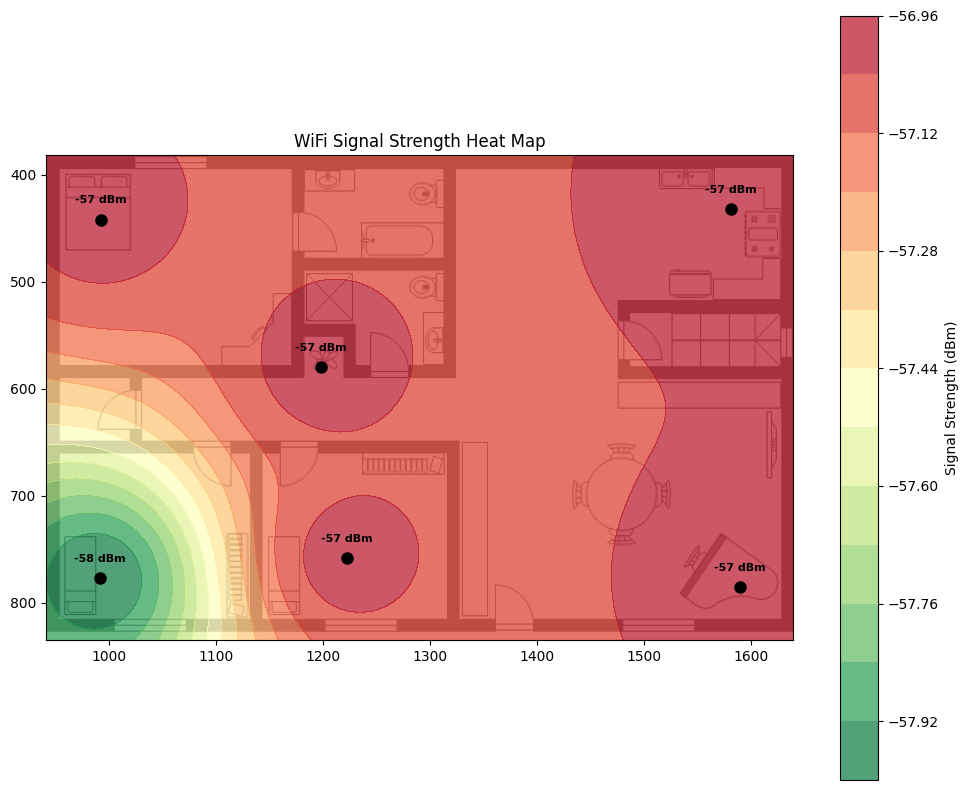 WiFi Signal Strength Heat Map
−56.96
−57.12
−57.28
−57.44
−57.60
−57.76
−57.92
Signal Strength (dBm)
400
500
600
700
800
-57 dBm
-57 dBm
-57 dBm
-57 dBm
-58 dBm
-57 dBm
1000
1100
1200
1300
1400
1500
1600